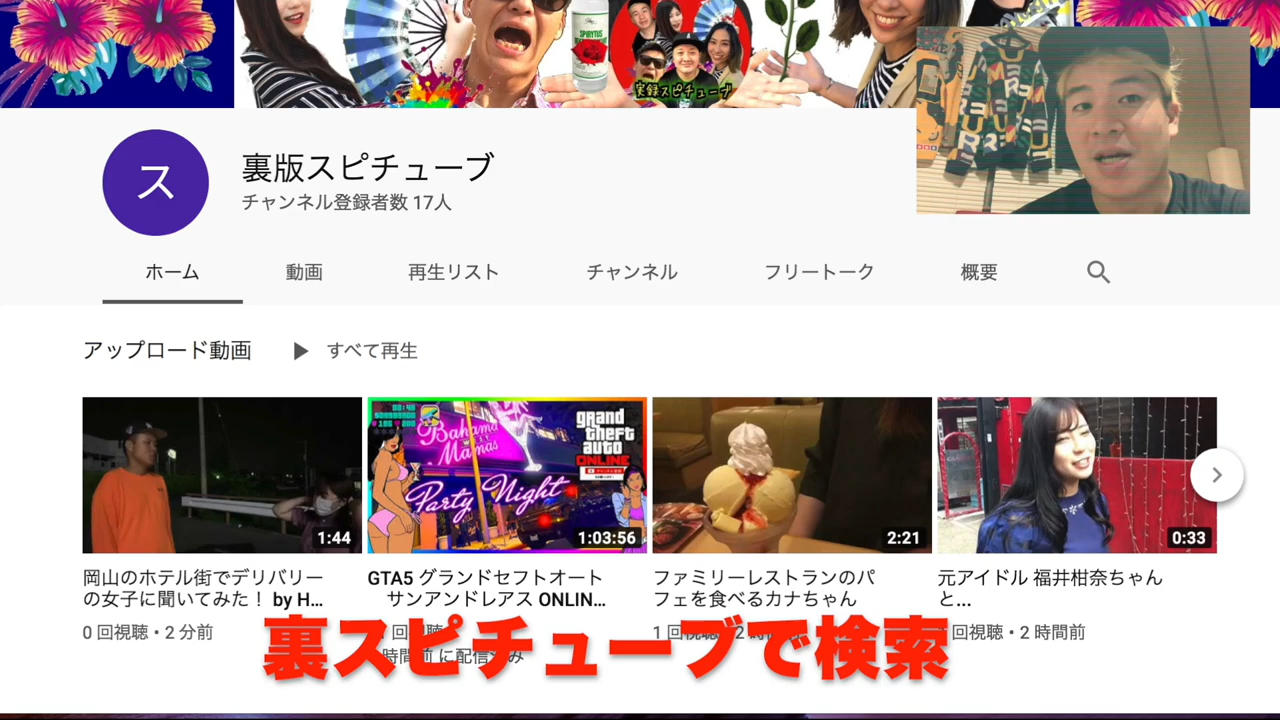 SPIRYTUS
実録スピチューブ
ス
裏版スピチューブ
チャンネル登録者数 17人
ホーム
動画
再生リスト
チャンネル
フリートーク
概要
アップロード動画
すべて再生
1:44
Bahama Mamas
Party Night
grand theft auto
ONLINE
1:03:56
2:21
0:33
岡山のホテル街でデリバリー
の女子に聞いてみた！ by H...
0 回視聴・2 分前
GTA5 グランドセフトオート
サンアンドレアス ONLIN...
ファミリーレストランのパ
フェを食べるカナちゃん
元アイドル 福井柑奈ちゃん
と...
回視聴・2 時間前
裏スピチューブで検索